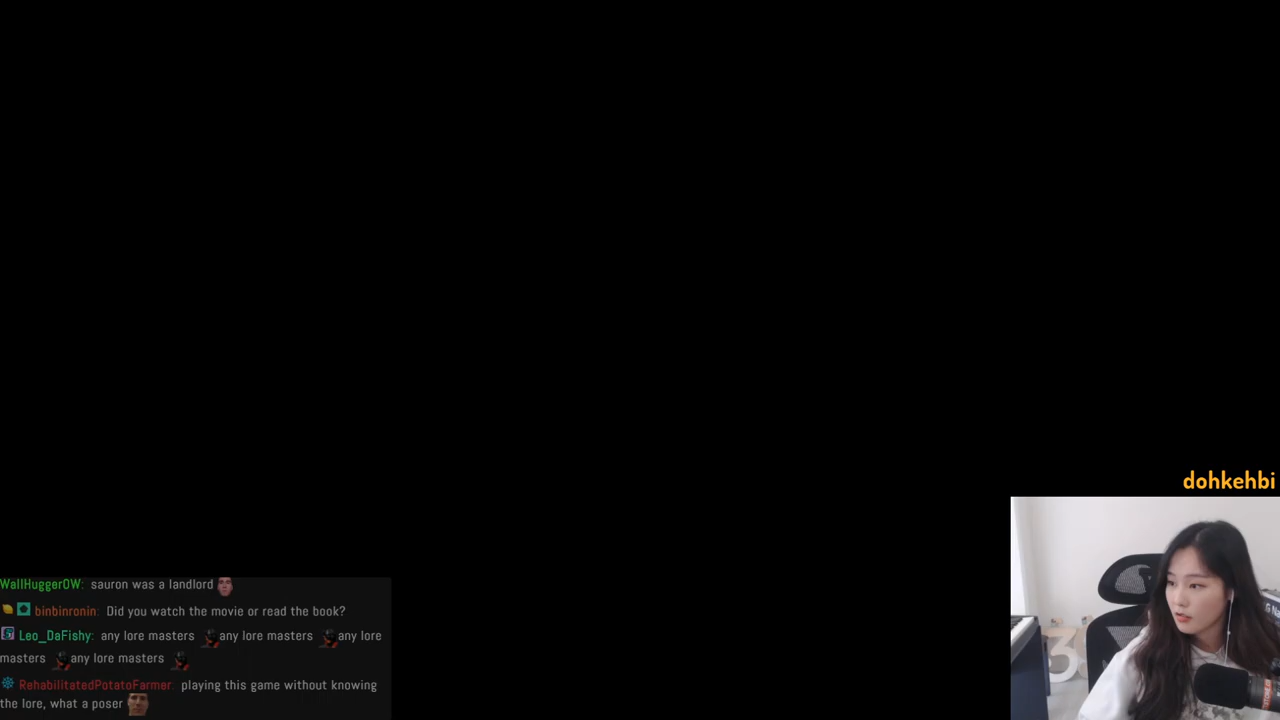 dohkehbi
WallHuggerOW: sauron was a landlord
binbinronin: Did you watch the movie or read the book?
Leo_DaFishy: any lore masters any lore masters any lore
masters any lore masters
RehabilitatedPotatoFarmer: playing this game without knowing
the lore, what a poser
3